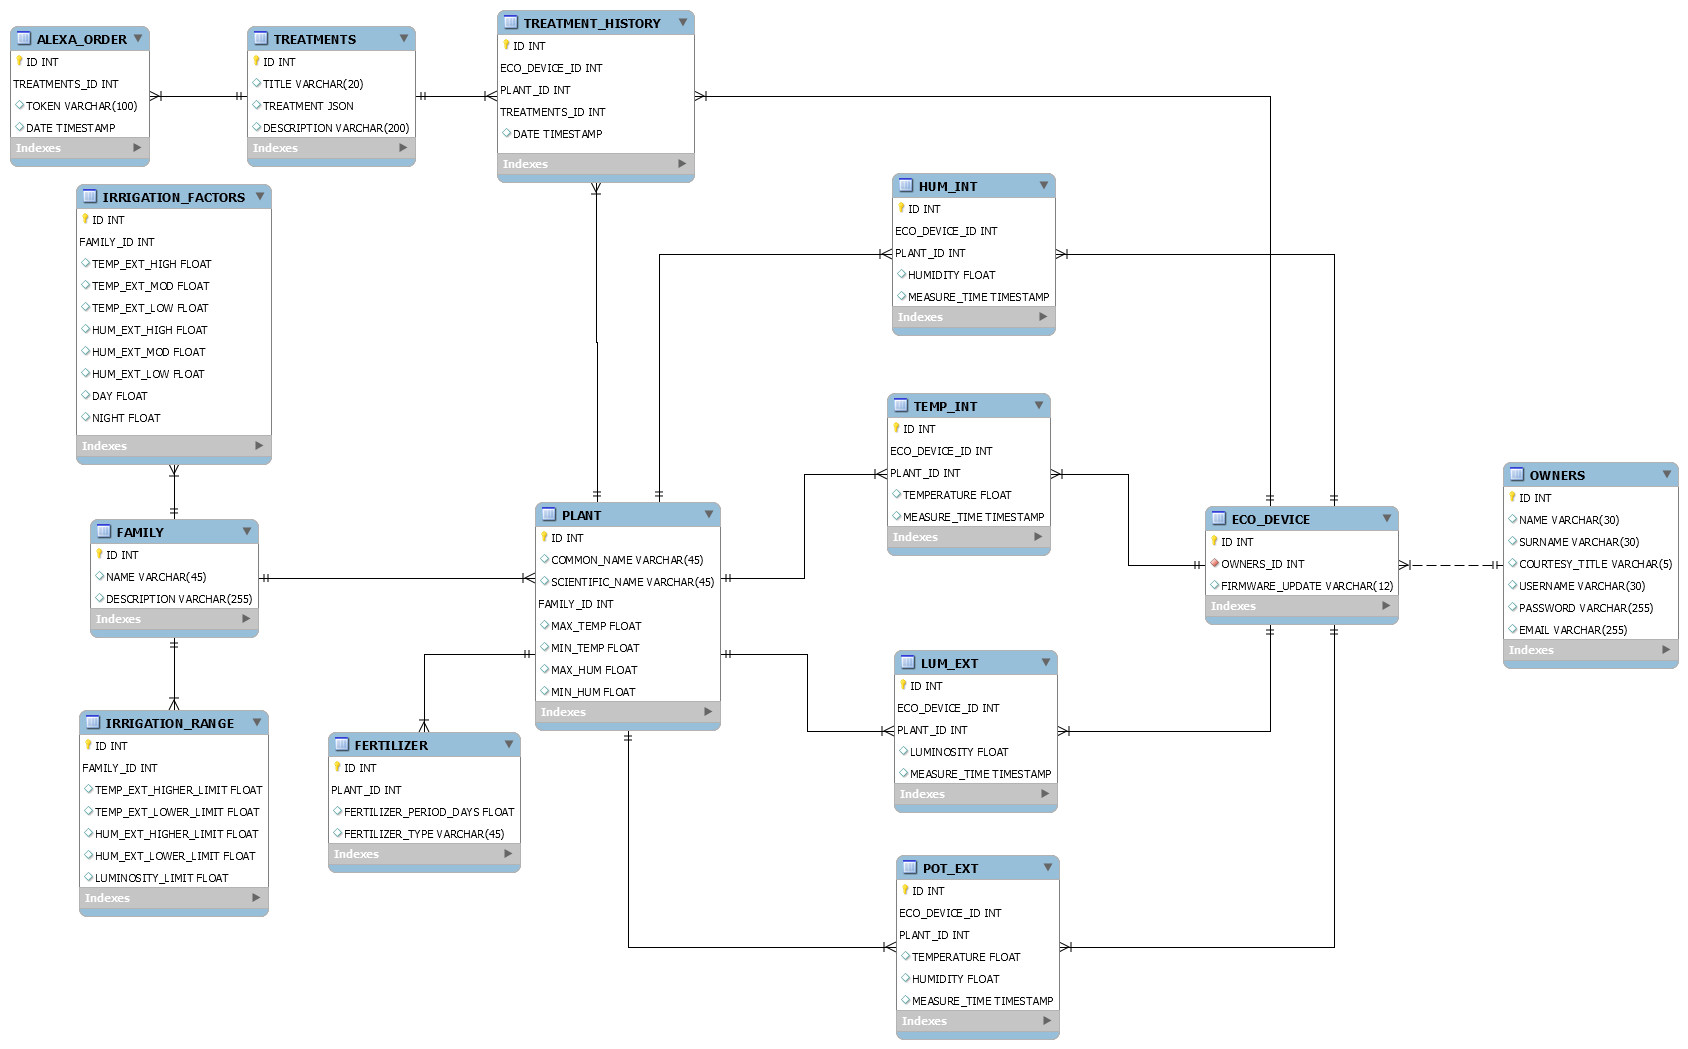 ALEXA_ORDER
ID INT
TREATMENTS_ID INT
TOKEN VARCHAR(100)
DATE TIMESTAMP
Indexes
TREATMENTS
ID INT
TITLE VARCHAR(20)
TREATMENT JSON
DESCRIPTION VARCHAR(200)
Indexes
TREATMENT_HISTORY
ID INT
ECO_DEVICE_ID INT
PLANT_ID INT
TREATMENTS_ID INT
DATE TIMESTAMP
Indexes
IRRIGATION_FACTORS
ID INT
FAMILY_ID INT
TEMP_EXT_HIGH FLOAT
TEMP_EXT_MOD FLOAT
TEMP_EXT_LOW FLOAT
HUM_EXT_HIGH FLOAT
HUM_EXT_MOD FLOAT
HUM_EXT_LOW FLOAT
DAY FLOAT
NIGHT FLOAT
Indexes
HUM_INT
ID INT
ECO_DEVICE_ID INT
PLANT_ID INT
HUMIDITY FLOAT
MEASURE_TIME TIMESTAMP
Indexes
TEMP_INT
ID INT
ECO_DEVICE_ID INT
PLANT_ID INT
TEMPERATURE FLOAT
MEASURE_TIME TIMESTAMP
Indexes
OWNERS
ID INT
NAME VARCHAR(30)
SURNAME VARCHAR(30)
COURTESY_TITLE VARCHAR(5)
USERNAME VARCHAR(30)
PASSWORD VARCHAR(255)
EMAIL VARCHAR(255)
Indexes
ECO_DEVICE
ID INT
OWNERS_ID INT
FIRMWARE_UPDATE VARCHAR(12)
Indexes
PLANT
ID INT
COMMON_NAME VARCHAR(45)
SCIENTIFIC_NAME VARCHAR(45)
FAMILY_ID INT
MAX_TEMP FLOAT
MIN_TEMP FLOAT
MAX_HUM FLOAT
MIN_HUM FLOAT
Indexes
FAMILY
ID INT
NAME VARCHAR(45)
DESCRIPTION VARCHAR(255)
Indexes
LUM_EXT
ID INT
ECO_DEVICE_ID INT
PLANT_ID INT
LUMINOSITY FLOAT
MEASURE_TIME TIMESTAMP
Indexes
IRRIGATION_RANGE
ID INT
FAMILY_ID INT
TEMP_EXT_HIGHER_LIMIT FLOAT
TEMP_EXT_LOWER_LIMIT FLOAT
HUM_EXT_HIGHER_LIMIT FLOAT
HUM_EXT_LOWER_LIMIT FLOAT
LUMINOSITY_LIMIT FLOAT
Indexes
FERTILIZER
ID INT
PLANT_ID INT
FERTILIZER_PERIOD_DAYS FLOAT
FERTILIZER_TYPE VARCHAR(45)
Indexes
POT_EXT
ID INT
ECO_DEVICE_ID INT
PLANT_ID INT
TEMPERATURE FLOAT
HUMIDITY FLOAT
MEASURE_TIME TIMESTAMP
Indexes